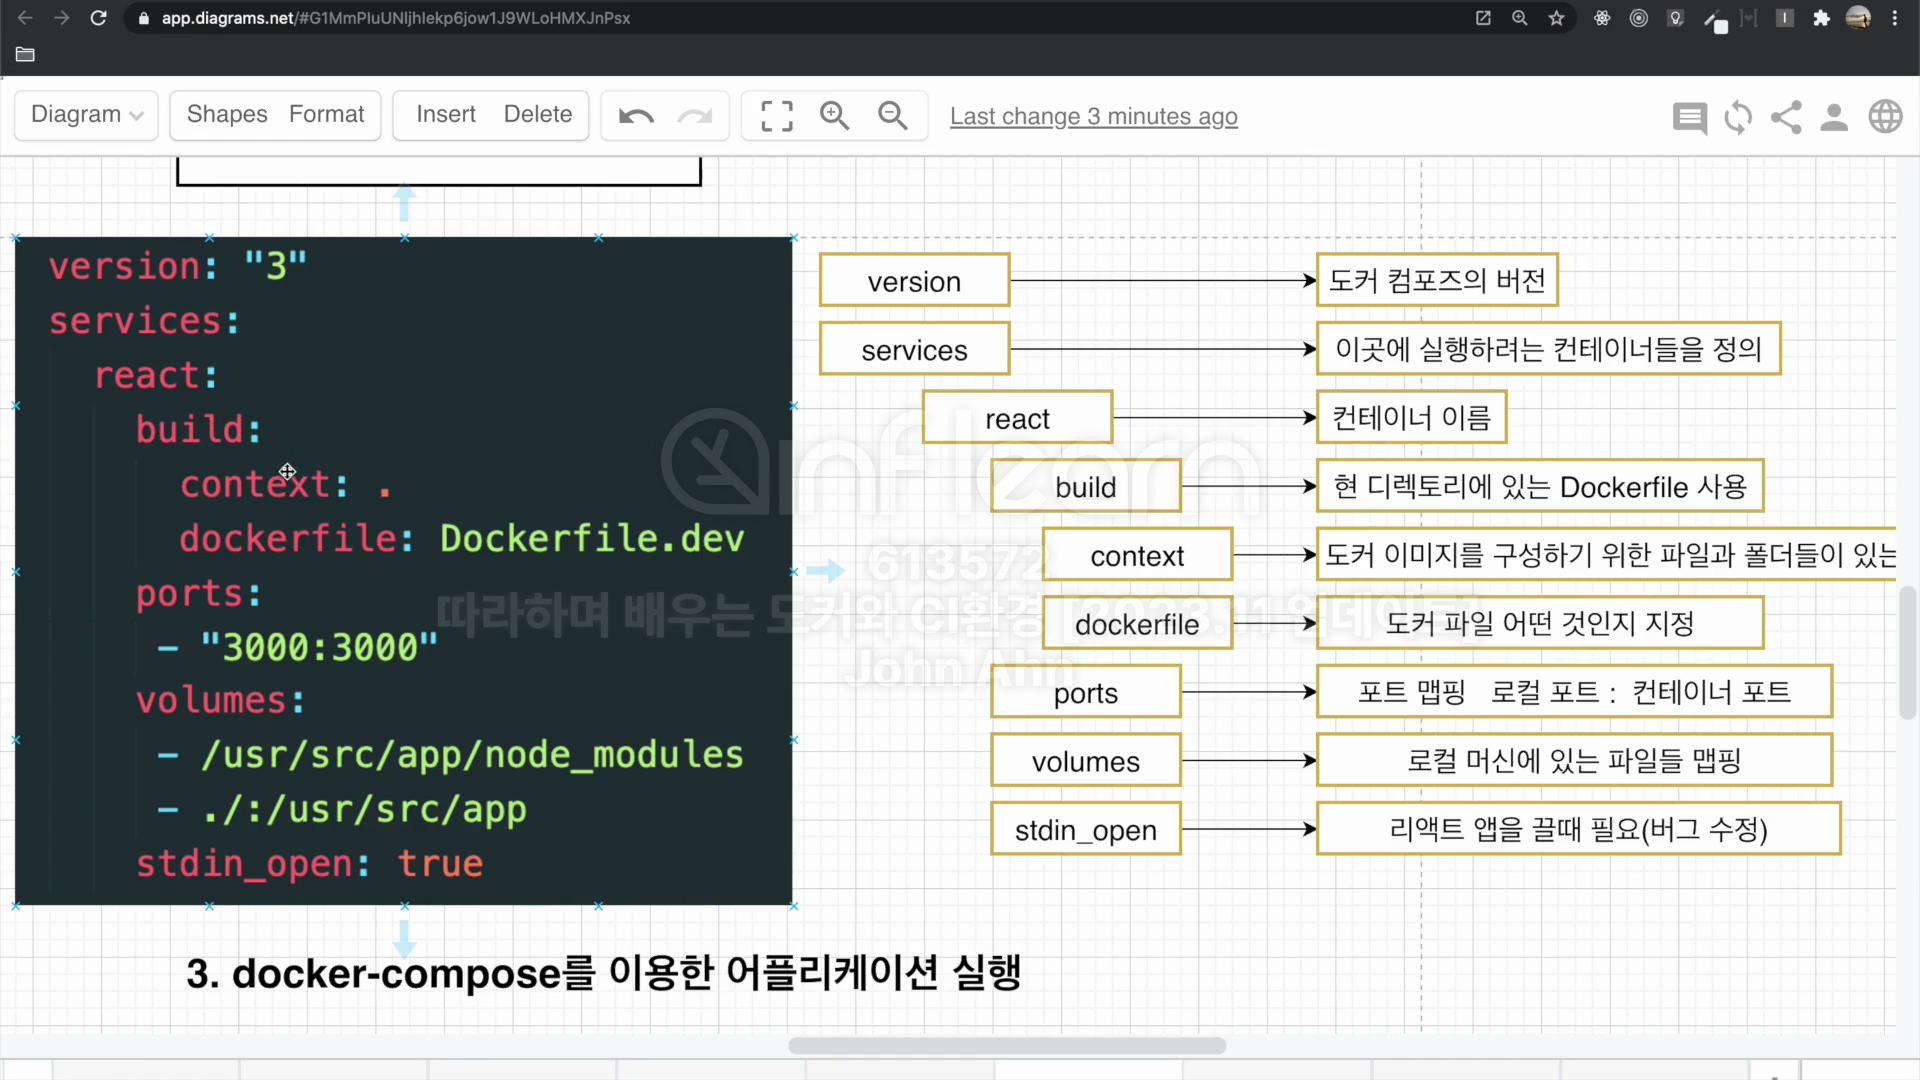 app.diagrams.net/#G1MmPIuUNIjhIekp6jow1J9WLoHMXJnPsx
Diagram
Shapes Format
Insert Delete
Last change 3 minutes ago
version: "3"
services:
react:
build:
context: .
dockerfile: Dockerfile.dev
ports:
- "3000:3000"
volumes:
- /usr/src/app/node_modules
- ./:/usr/src/app
stdin_open: true
version 도커 컴포즈의 버전
services 이곳에 실행하려는 컨테이너들을 정의
react 컨테이너 이름
build 현 디렉토리에 있는 Dockerfile 사용
context 도커 이미지를 구성하기 위한 파일과 폴더들이 있는
dockerfile 도커 파일 어떤 것인지 지정
ports 포트 맵핑 로컬 포트 : 컨테이너 포트
volumes 로컬 머신에 있는 파일들 맵핑
stdin_open 리액트 앱을 끌때 필요(버그 수정)
inflearn
613572
따라하며 배우는 도커와 CI환경 [2023.11 업데이트]
John Ahn
3. docker-compose를 이용한 어플리케이션 실행